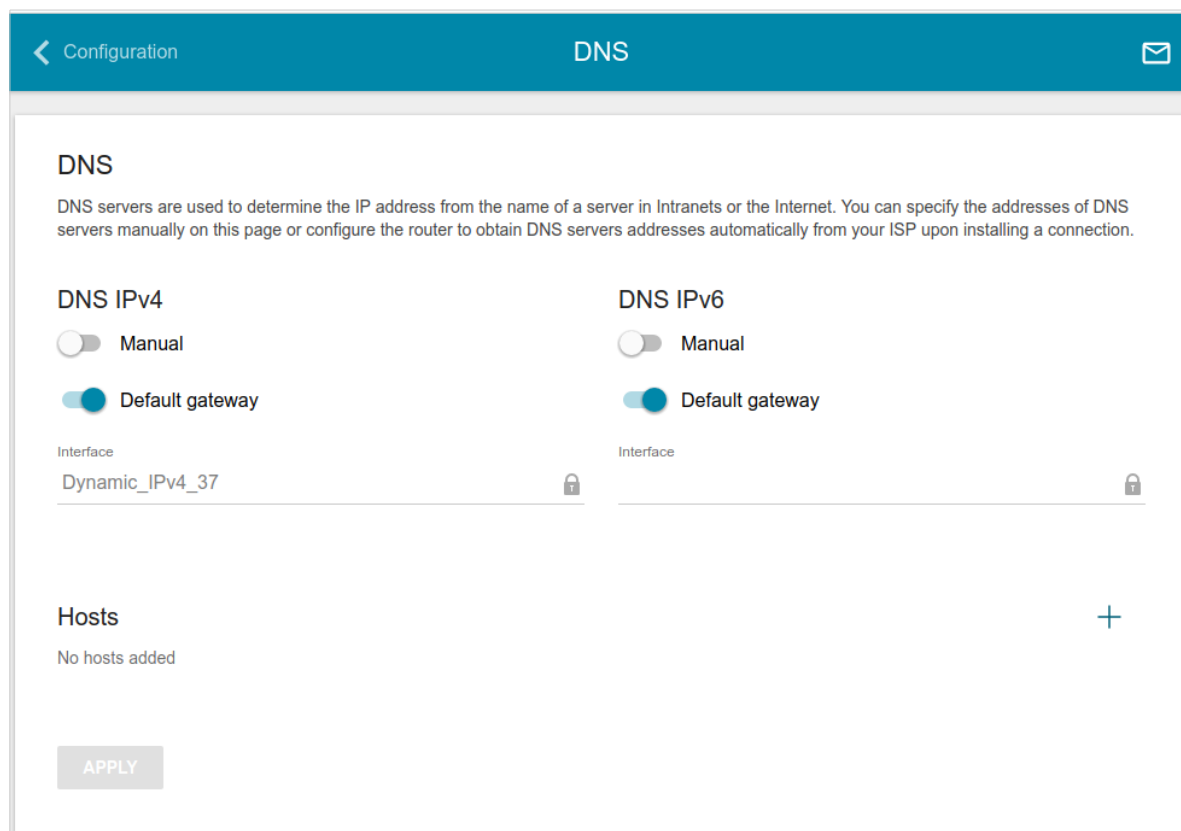 Configuration
DNS
DNS
DNS servers are used to determine the IP address from the name of a server in Intranets or the Internet. You can specify the addresses of DNS
servers manually on this page or configure the router to obtain DNS servers addresses automatically from your ISP upon installing a connection.
DNS IPv4
Manual
Default gateway
Interface
Dynamic_IPv4_37
DNS IPv6
Manual
Default gateway
Interface
Hosts
No hosts added
APPLY